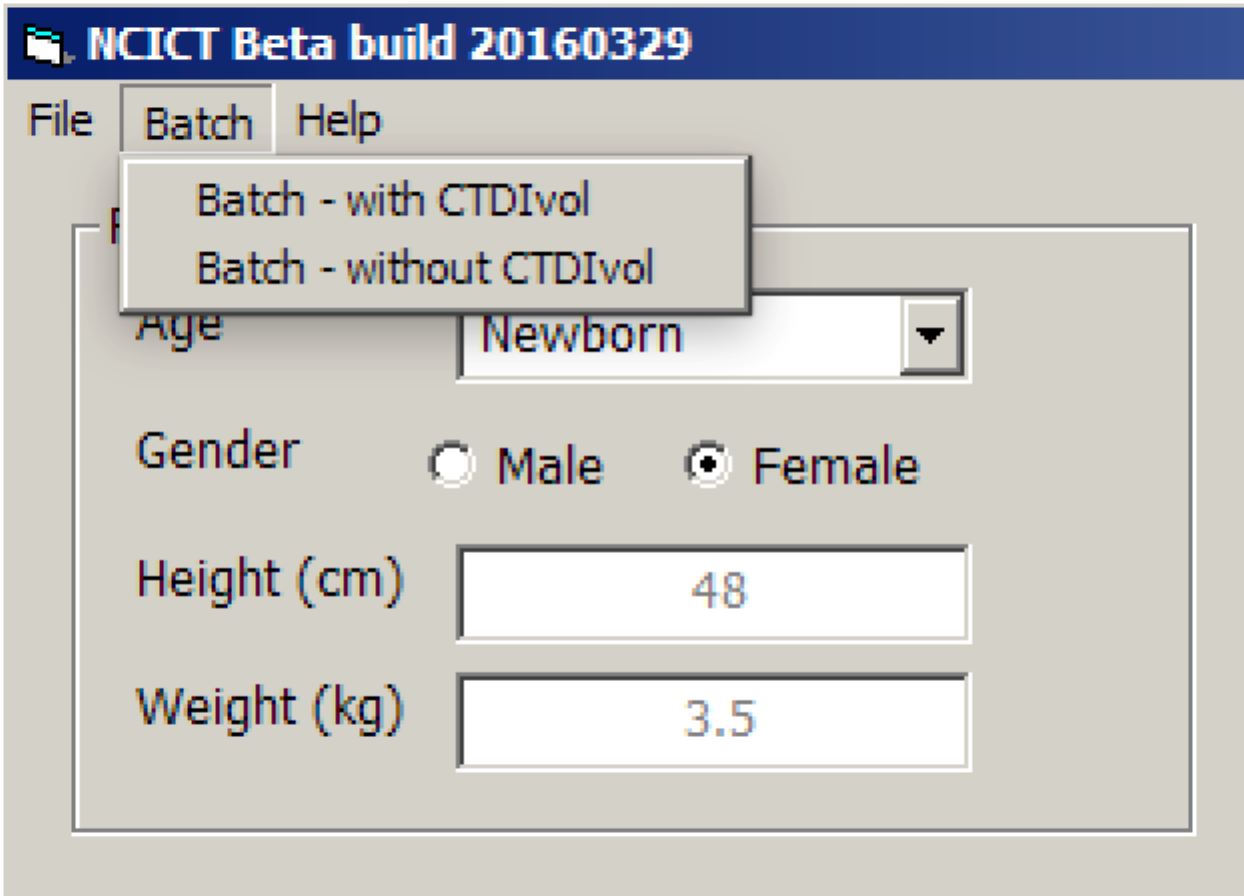 NCICT Beta build 20160329
File Batch Help
Batch - with CTDIvol
Batch - without CTDIvol
Age Newborn
Gender Male Female
Height (cm) 48
Weight (kg) 3.5